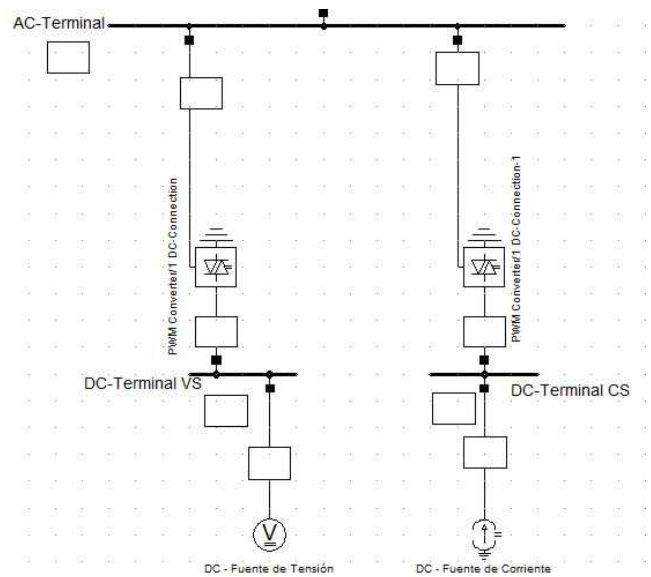 AC-Terminal
PWM Converter/1 DC-Connection
PWM Converter/1 DC-Connection-1
DC-Terminal VS
DC-Terminal CS
V
DC - Fuente de Tensión
DC - Fuente de Corriente